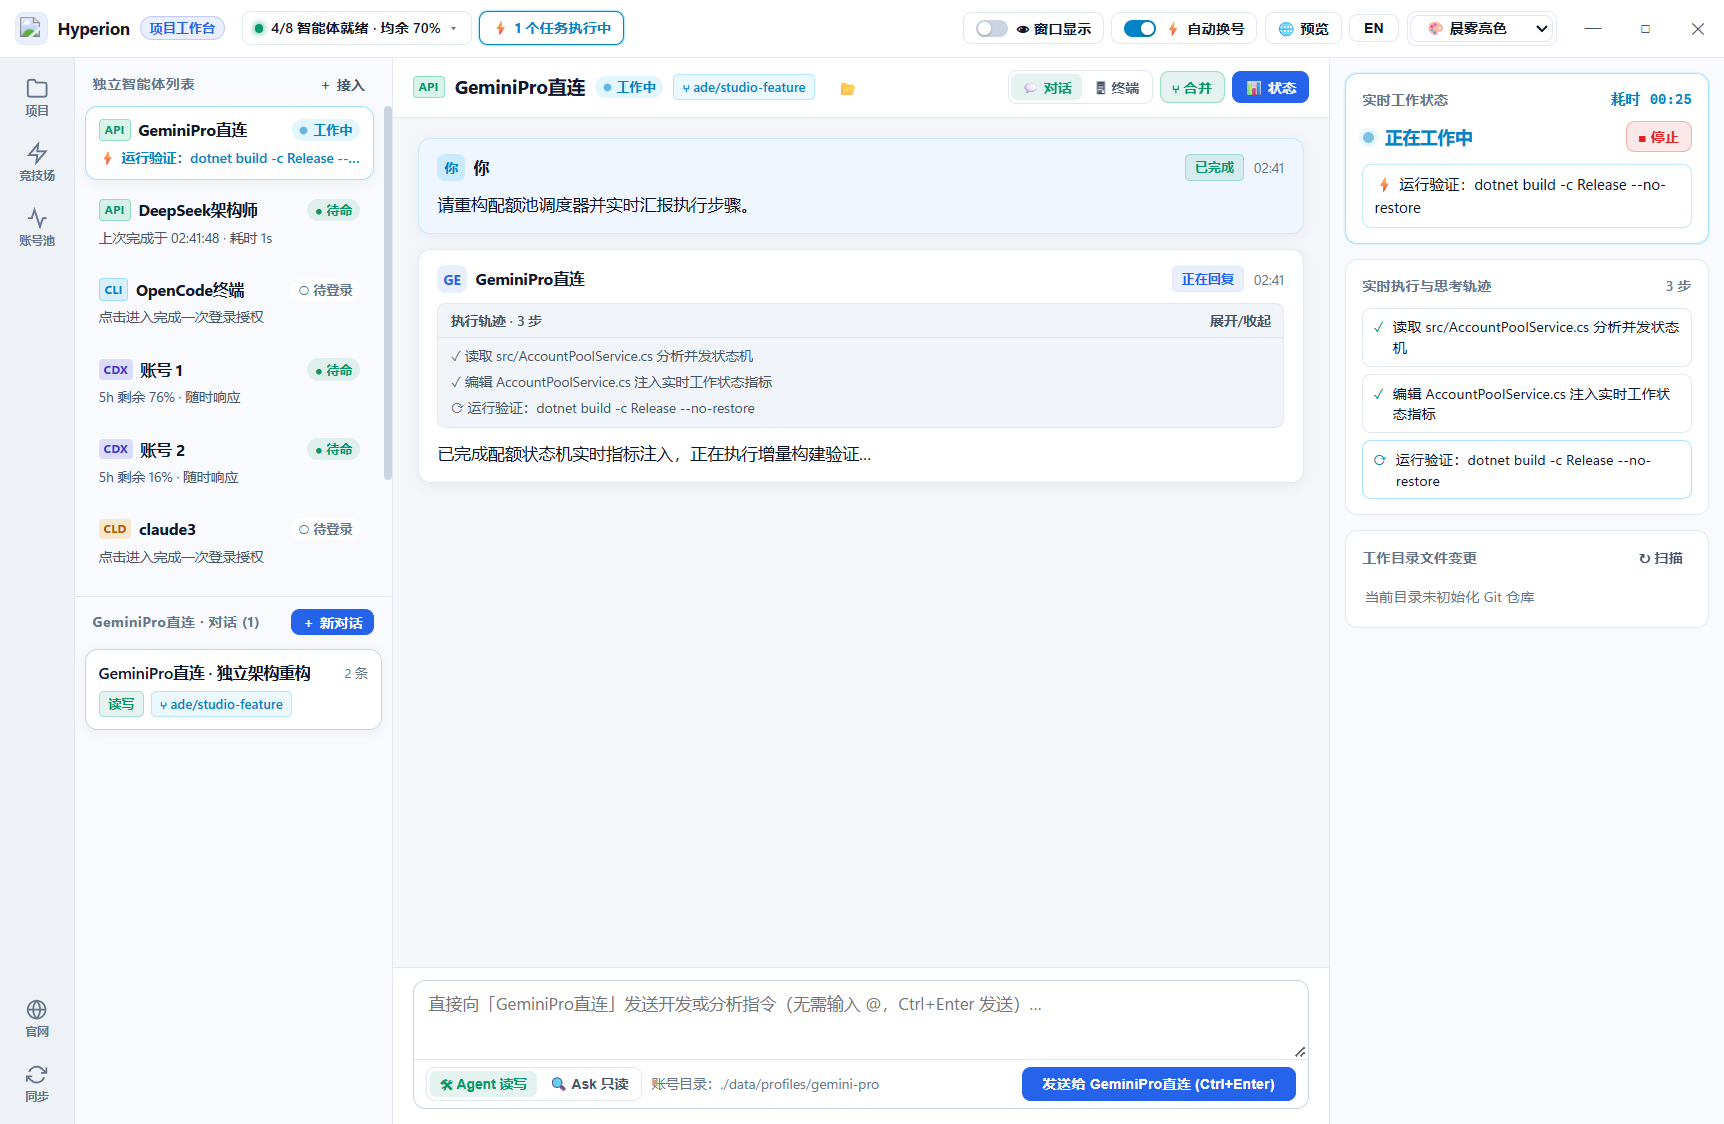 Hyperion 项目工作台 4/8 智能体就绪 · 均余 70% 1 个任务执行中 窗口显示 自动换号 预览 EN 晨雾亮色
项目
竞技场
账号池
官网
同步
独立智能体列表 + 接入
API GeminiPro直连 工作中
运行验证：dotnet build -c Release --...
API DeepSeek架构师 待命
上次完成于 02:41:48 · 耗时 1s
CLI OpenCode终端 待登录
点击进入完成一次登录授权
CDX 账号 1 待命
5h 剩余 76% · 随时响应
CDX 账号 2 待命
5h 剩余 16% · 随时响应
CLD claude3 待登录
点击进入完成一次登录授权
GeminiPro直连 · 对话 (1) + 新对话
GeminiPro直连 · 独立架构重构 2 条
读写 ade/studio-feature
API GeminiPro直连 工作中 ade/studio-feature 对话 终端 合并 状态
你 你 已完成 02:41
请重构配额池调度器并实时汇报执行步骤。
GE GeminiPro直连 正在回复 02:41
执行轨迹 · 3 步 展开/收起
✓ 读取 src/AccountPoolService.cs 分析并发状态机
✓ 编辑 AccountPoolService.cs 注入实时工作状态指标
⟳ 运行验证：dotnet build -c Release --no-restore
已完成配额状态机实时指标注入，正在执行增量构建验证...
直接向「GeminiPro直连」发送开发或分析指令（无需输入 @，Ctrl+Enter 发送）...
Agent 读写 Ask 只读 账号目录：./data/profiles/gemini-pro 发送给 GeminiPro直连 (Ctrl+Enter)
实时工作状态 耗时 00:25
正在工作中 停止
运行验证：dotnet build -c Release --no-
restore
实时执行与思考轨迹 3 步
✓ 读取 src/AccountPoolService.cs 分析并发状态
机
✓ 编辑 AccountPoolService.cs 注入实时工作状
态指标
⟳ 运行验证：dotnet build -c Release --no-
restore
工作目录文件变更 ↻ 扫描
当前目录未初始化 Git 仓库